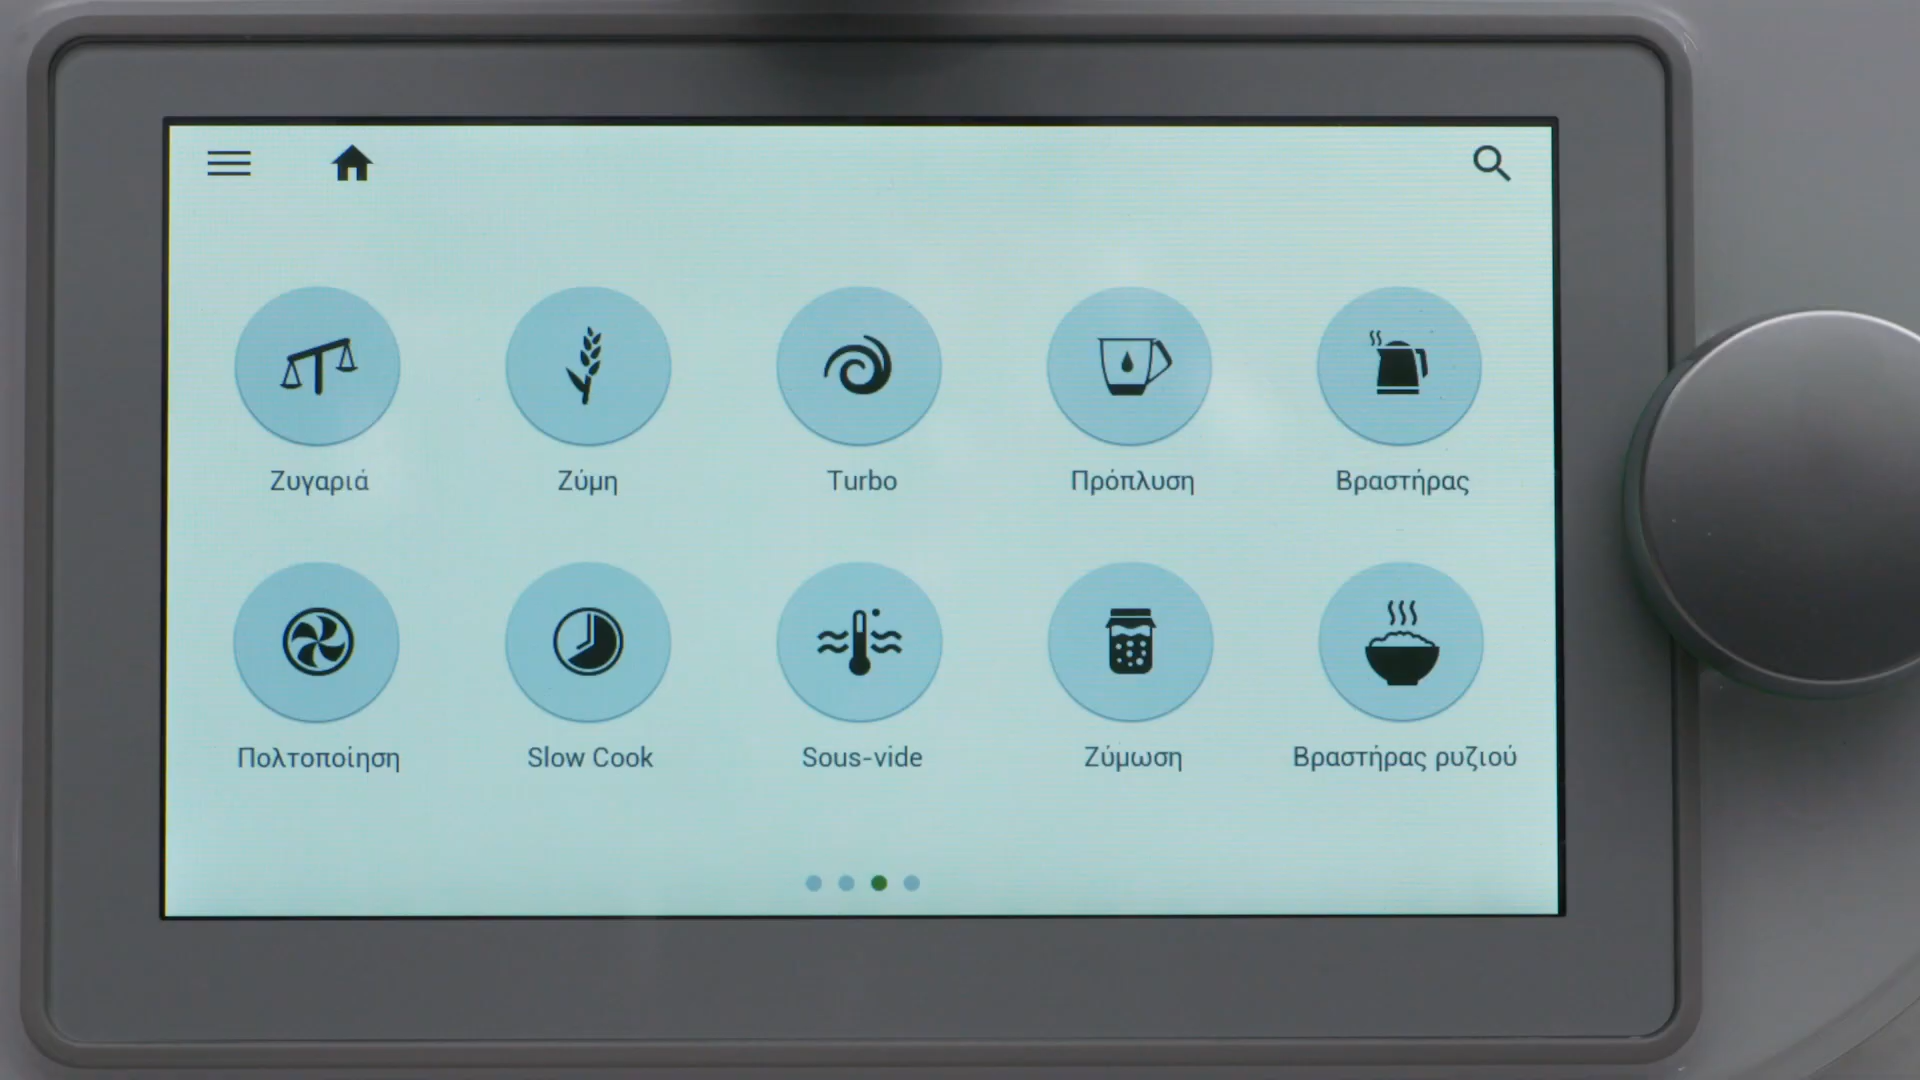 Ζυγαριά
Ζύμη
Turbo
Πρόπλυση
Βραστήρας
Πολτοποίηση
Slow Cook
Sous-vide
Ζύμωση
Βραστήρας ρυζιού